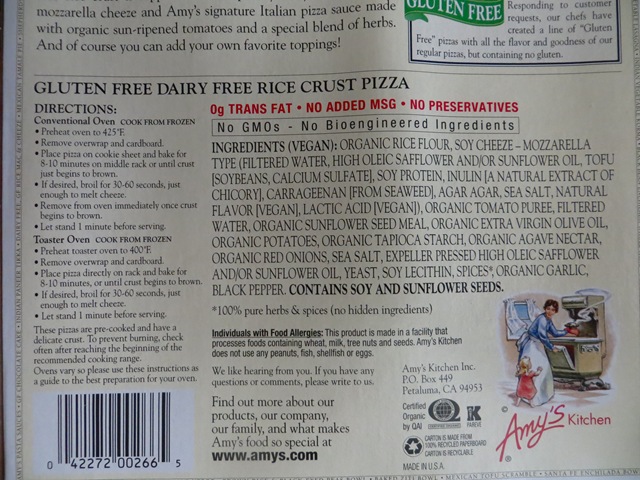 mozzarella cheese and Amy's signature Italian pizza sauce made
with organic sun-ripened tomatoes and a special blend of herbs.
And of course you can add your own favorite toppings!
GLUTEN FREE
Responding to customer
requests, our chefs have
created a line of "Gluten
Free" pizzas with all the flavor and goodness of our
regular pizzas, but containing no gluten.
GLUTEN FREE DAIRY FREE RICE CRUST PIZZA
DIRECTIONS:
Conventional Oven COOK FROM FROZEN
• Preheat oven to 425°F.
• Remove overwrap and cardboard.
• Place pizza on cookie sheet and bake for
8-10 minutes on middle rack or until crust
just begins to brown.
• If desired, broil for 30-60 seconds, just
enough to melt cheeze.
• Remove from oven immediately once crust
begins to brown.
• Let stand 1 minute before serving.
Toaster Oven COOK FROM FROZEN
• Preheat toaster oven to 400°F.
• Remove overwrap and cardboard.
• Place pizza directly on rack and bake for
8-10 minutes, or until crust begins to brown.
• If desired, broil for 30-60 seconds, just
enough to melt cheeze.
• Let stand 1 minute before serving.
These pizzas are pre-cooked and have a
delicate crust. To prevent burning, check
often after reaching the beginning of the
recommended cooking range.
Ovens vary so please use these instructions as
a guide to the best preparation for your oven.
0 42272 00266 5
0g TRANS FAT • NO ADDED MSG • NO PRESERVATIVES
No GMOs - No Bioengineered Ingredients
INGREDIENTS (VEGAN): ORGANIC RICE FLOUR, SOY CHEEZE – MOZZARELLA
TYPE (FILTERED WATER, HIGH OLEIC SAFFLOWER AND/OR SUNFLOWER OIL, TOFU
[SOYBEANS, CALCIUM SULFATE], SOY PROTEIN, INULIN [A NATURAL EXTRACT OF
CHICORY], CARRAGEENAN [FROM SEAWEED], AGAR AGAR, SEA SALT, NATURAL
FLAVOR [VEGAN], LACTIC ACID [VEGAN]), ORGANIC TOMATO PUREE, FILTERED
WATER, ORGANIC SUNFLOWER SEED MEAL, ORGANIC EXTRA VIRGIN OLIVE OIL,
ORGANIC POTATOES, ORGANIC TAPIOCA STARCH, ORGANIC AGAVE NECTAR,
ORGANIC RED ONIONS, SEA SALT, EXPELLER PRESSED HIGH OLEIC SAFFLOWER
AND/OR SUNFLOWER OIL, YEAST, SOY LECITHIN, SPICES*, ORGANIC GARLIC,
BLACK PEPPER. CONTAINS SOY AND SUNFLOWER SEEDS.
*100% pure herbs & spices (no hidden ingredients)
Individuals with Food Allergies: This product is made in a facility that
processes foods containing wheat, milk, tree nuts and seeds. Amy's Kitchen
does not use any peanuts, fish, shellfish or eggs.
We like hearing from you. If you have any
questions or comments, please write to us.
Amy's Kitchen Inc.
P.O. Box 449
Petaluma, CA 94953
Find out more about our
products, our company,
our family, and what makes
Amy's food so special at
www.amys.com
Certified
Organic
by QAI
K
PAREVE
CARTON IS MADE FROM
100% RECYCLED PAPERBOARD
CARTON IS RECYCLABLE
MADE IN U.S.A.
©
Amy's Kitchen
®
BAKED ZITI BOWL • MEXICAN TOFU SCRAMBLE • SANTA FE ENCHILADA BOWL